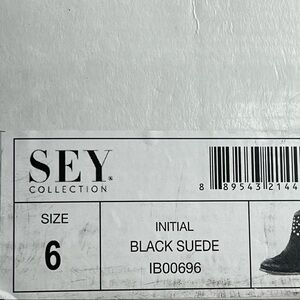 SEY
COLLECTION
8 89543 2144
SIZE
6
INITIAL
BLACK SUEDE
IB00696